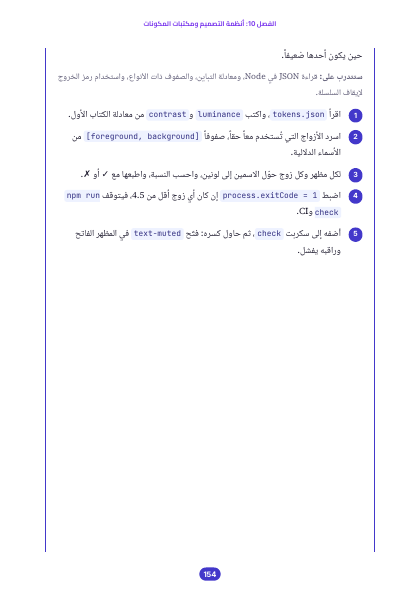 الفصل 10: أنظمة التصميم ومكتبات المكونات
حين يكون أحدها ضعيفاً.
ستتدرب على: قراءة JSON في Node، ومعادلة التباين، والصفوف ذات الأنواع، واستخدام رمز الخروج
لإيقاف السلسلة.
1 اقرأ tokens.json، واكتب luminance و contrast من معادلة الكتاب الأول.
2 اسرد الأزواج التي تُستخدم معاً حقاً، صفوفاً [foreground, background] من
الأسماء الدلالية.
3 لكل مظهر وكل زوج حوّل الاسمين إلى لونين، واحسب النسبة، واطبعها مع ✓ أو ✗.
4 اضبط process.exitCode = 1 إن كان أي زوج أقل من 4.5، فيتوقف npm run
check وCI.
5 أضفه إلى سكربت check، ثم حاول كسره: فتّح text-muted في المظهر الفاتح
وراقبه يفشل.
154